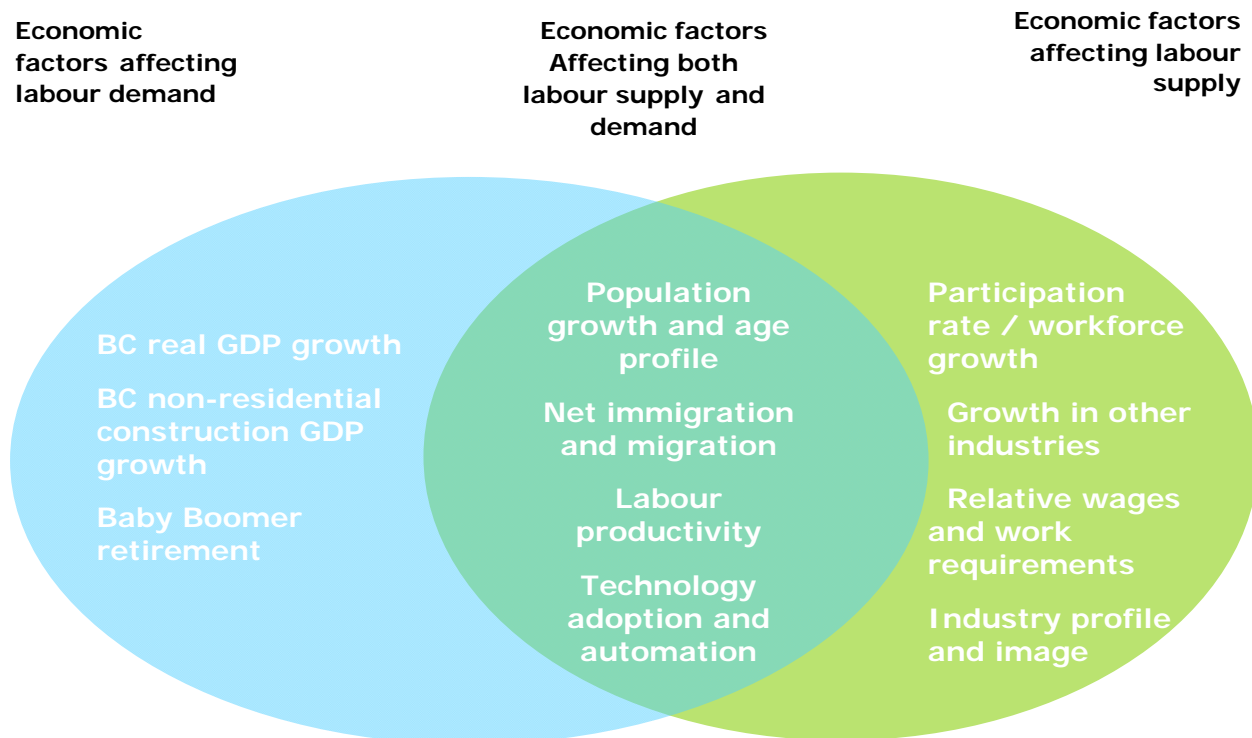 Economic
factors affecting
labour demand
Economic factors
Affecting both
labour supply and
demand
Economic factors
affecting labour
supply
BC real GDP growth
BC non-residential
construction GDP
growth
Baby Boomer
retirement
Population
growth and age
profile
Net immigration
and migration
Labour
productivity
Technology
adoption and
automation
Participation
rate / workforce
growth
Growth in other
industries
Relative wages
and work
requirements
Industry profile
and image